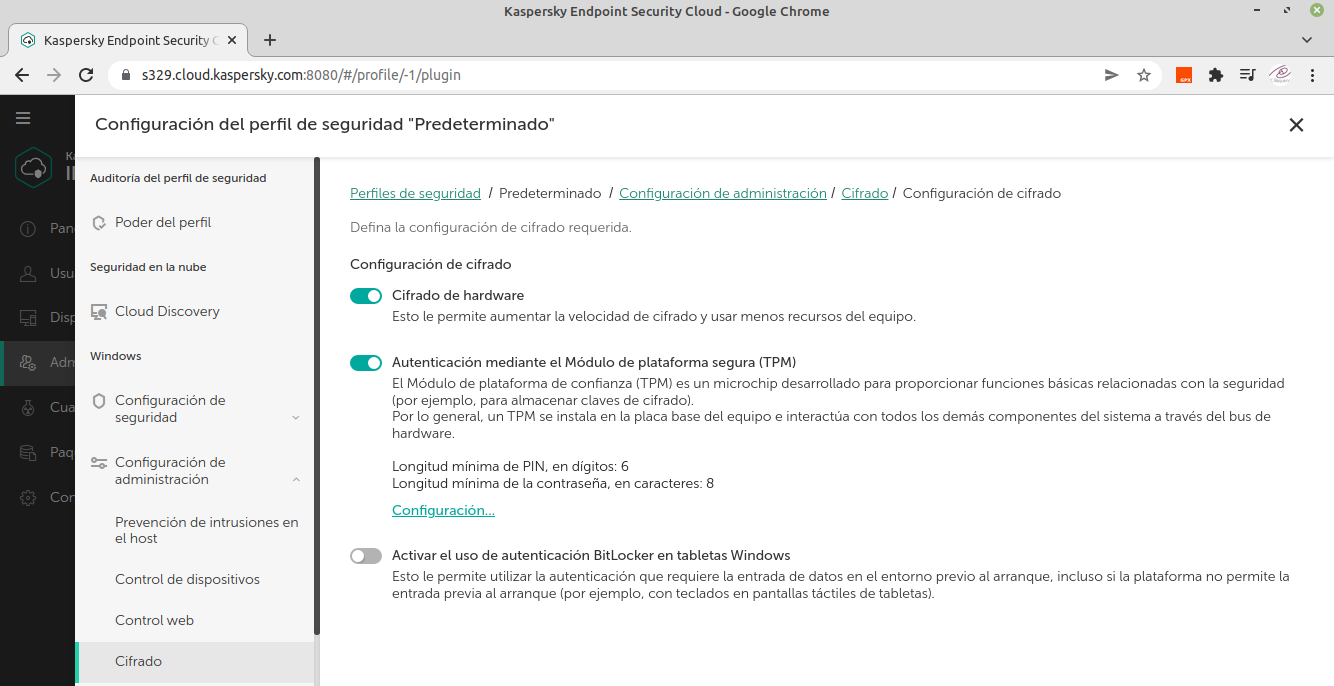 Kaspersky Endpoint Security Cloud - Google Chrome
Kaspersky Endpoint Security C
s329.cloud.kaspersky.com:8080/#/profile/-1/plugin
Configuración del perfil de seguridad "Predeterminado"
Auditoría del perfil de seguridad
Poder del perfil
Seguridad en la nube
Cloud Discovery
Windows
Configuración de
seguridad
Configuración de
administración
Prevención de intrusiones en
el host
Control de dispositivos
Control web
Cifrado
Pan
Usu
Disp
Adm
Cua
Paq
Con
Perfiles de seguridad / Predeterminado / Configuración de administración / Cifrado / Configuración de cifrado
Defina la configuración de cifrado requerida.
Configuración de cifrado
Cifrado de hardware
Esto le permite aumentar la velocidad de cifrado y usar menos recursos del equipo.
Autenticación mediante el Módulo de plataforma segura (TPM)
El Módulo de plataforma de confianza (TPM) es un microchip desarrollado para proporcionar funciones básicas relacionadas con la seguridad
(por ejemplo, para almacenar claves de cifrado).
Por lo general, un TPM se instala en la placa base del equipo e interactúa con todos los demás componentes del sistema a través del bus de
hardware.
Longitud mínima de PIN, en dígitos: 6
Longitud mínima de la contraseña, en caracteres: 8
Configuración...
Activar el uso de autenticación BitLocker en tabletas Windows
Esto le permite utilizar la autenticación que requiere la entrada de datos en el entorno previo al arranque, incluso si la plataforma no permite la
entrada previa al arranque (por ejemplo, con teclados en pantallas táctiles de tabletas).